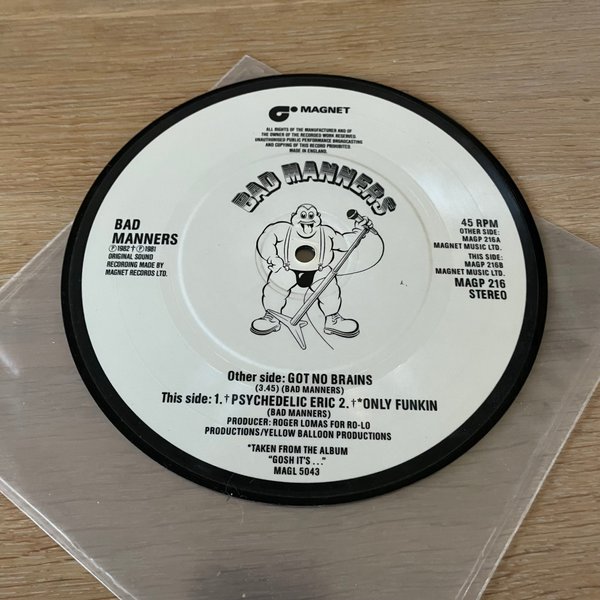 MAGNET
ALL RIGHTS OF THE MANUFACTURER AND OF
THE OWNER OF THE RECORDED WORK RESERVED.
UNAUTHORISED PUBLIC PERFORMANCE BROADCASTING
AND COPYING OF THIS RECORD PROHIBITED.
MADE IN ENGLAND.
BAD MANNERS
BAD
MANNERS
℗1982 † ℗1981
ORIGINAL SOUND
RECORDING MADE BY
MAGNET RECORDS LTD.
45 RPM
OTHER SIDE:
MAGP 216A
MAGNET MUSIC LTD.
THIS SIDE:
MAGP 216B
MAGNET MUSIC LTD.
MAGP 216
STEREO
Other side: GOT NO BRAINS
(3.45) (BAD MANNERS)
This side: 1.†PSYCHEDELIC ERIC 2.†*ONLY FUNKIN
(BAD MANNERS)
PRODUCER: ROGER LOMAS FOR RO-LO
PRODUCTIONS/YELLOW BALLOON PRODUCTIONS
*TAKEN FROM THE ALBUM
"GOSH IT'S ..."
MAGL 5043